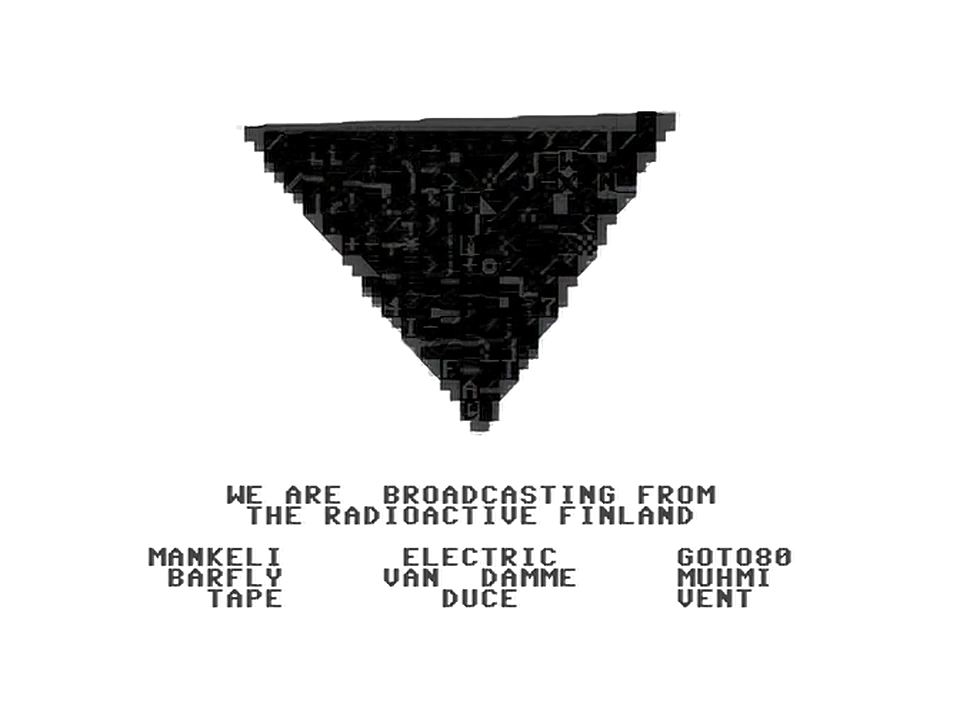 WE ARE  BROADCASTING FROM
THE RADIOACTIVE FINLAND
MANKELI ELECTRIC GOTO80
BARFLY VAN  DAMME MUHMI
TAPE DUCE VENT